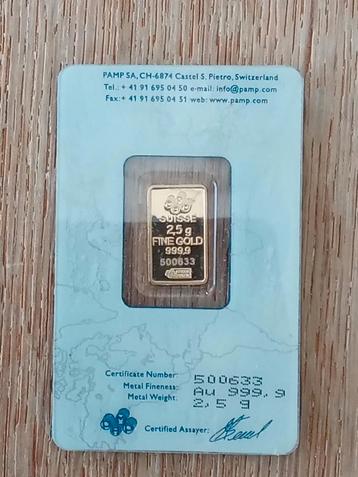 PAMP SA, CH-6874 Castel S. Pietro, Switzerland
Tel.: + 41 91 695 04 50 e-mail: info@pamp.com
Fax:+ 41 91 695 04 51 web: www.pamp.com
SUISSE
2,5 g
FINE GOLD
999,9
500633
Certificate Number: 500633
Metal Fineness: Au 999,9
Metal Weight: 2,5 g
Certified Assayer: